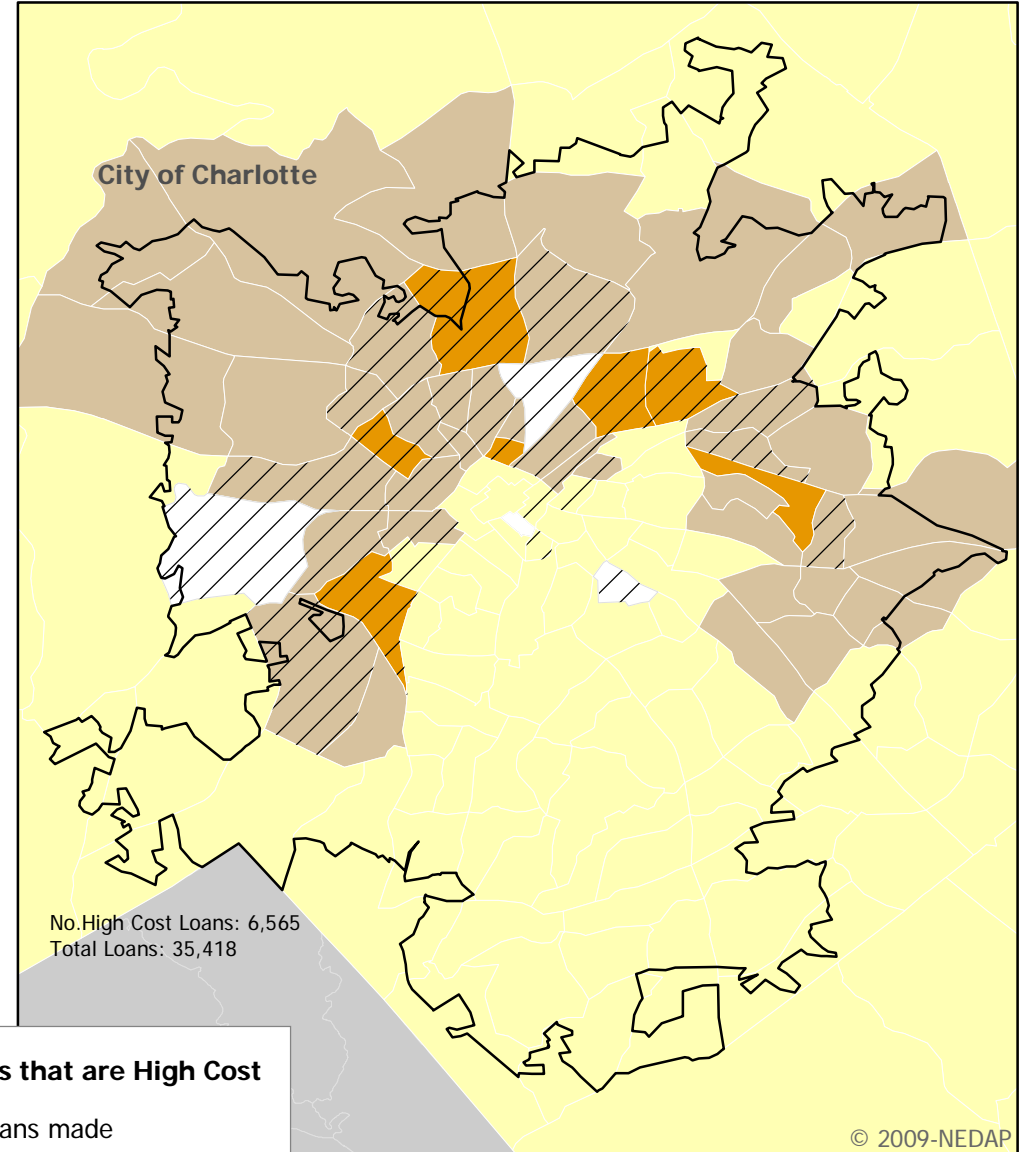 City of Charlotte
No.High Cost Loans: 6,565
Total Loans: 35,418
that are High Cost
made
© 2009-NEDAP